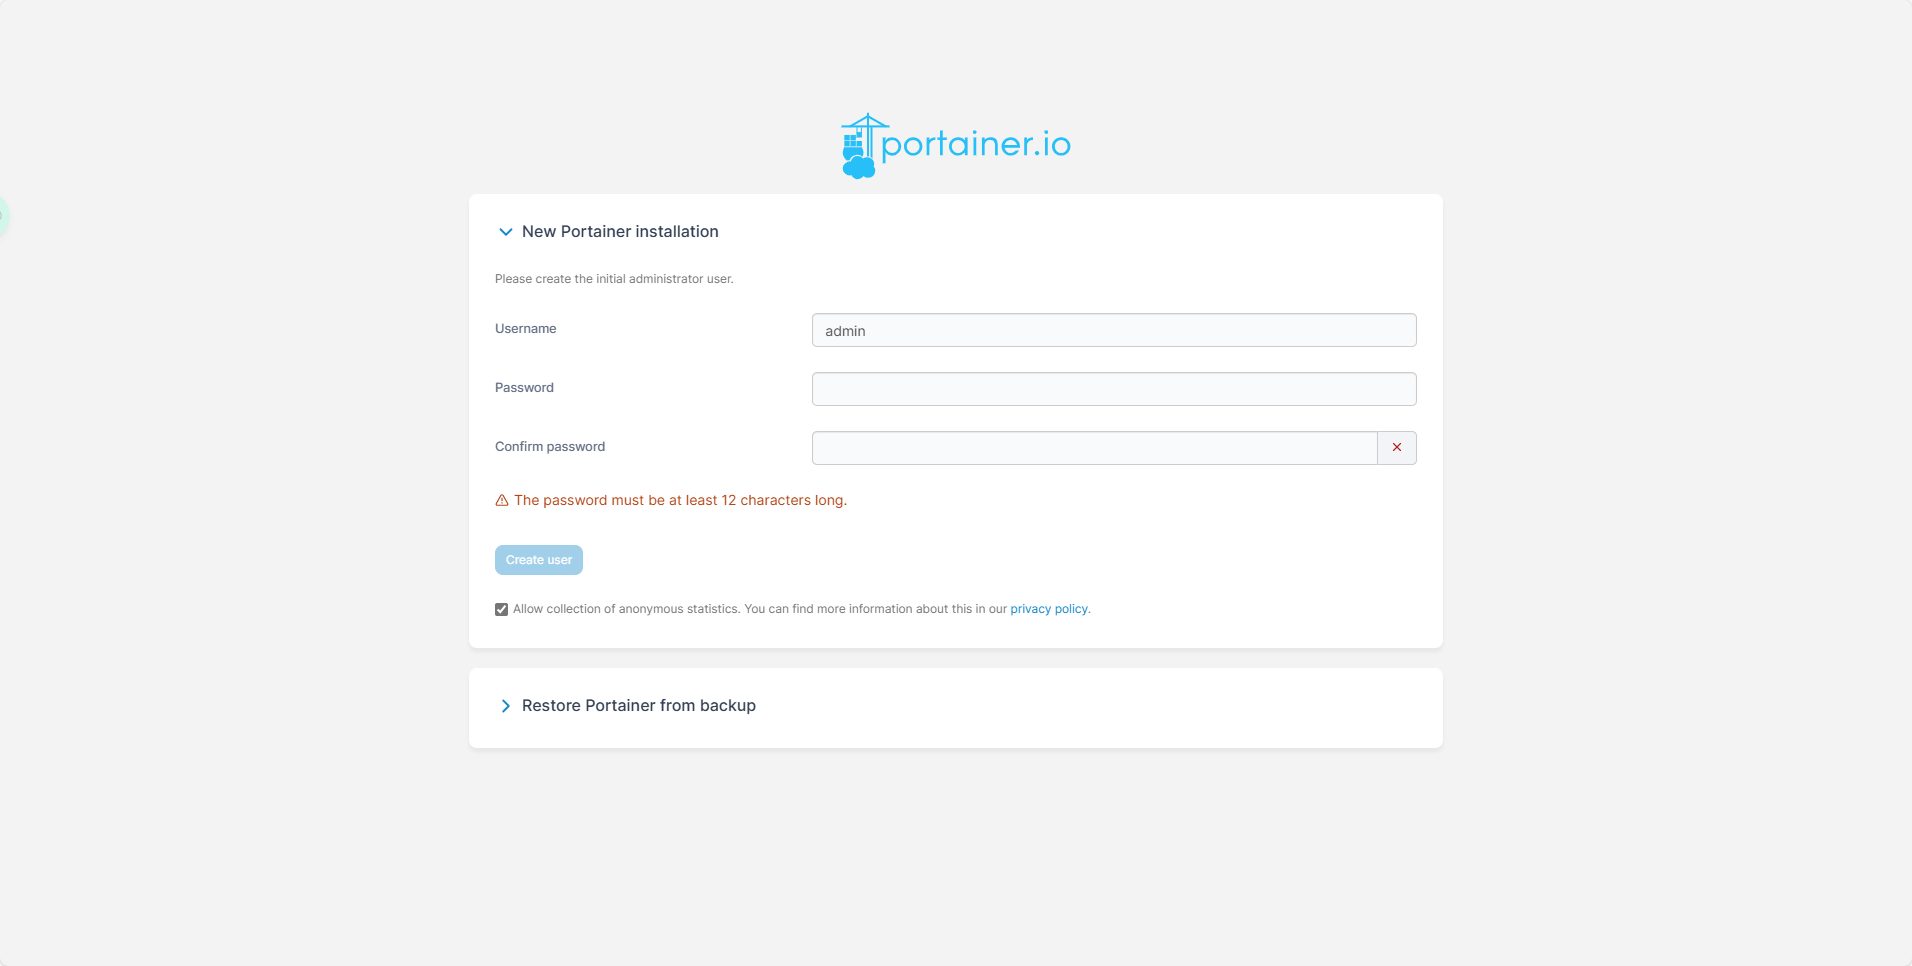 portainer.io
New Portainer installation
Please create the initial administrator user.
Username
admin
Password
Confirm password
The password must be at least 12 characters long.
Create user
Allow collection of anonymous statistics. You can find more information about this in our privacy policy.
Restore Portainer from backup